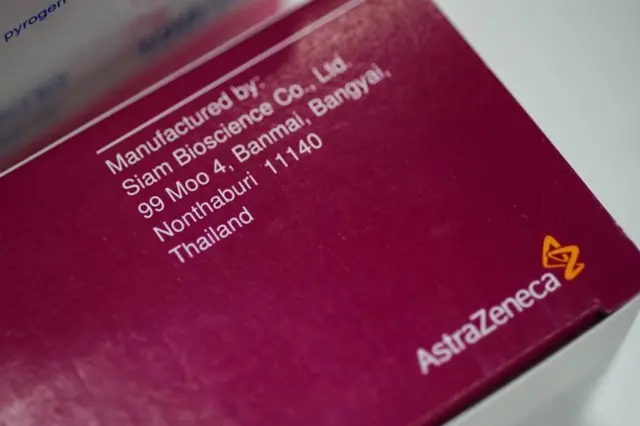 pyrogen
Manufactured by:
Siam Bioscience Co., Ltd.
99 Moo 4, Banmai, Bangyai,
Nonthaburi 11140
Thailand
AstraZeneca